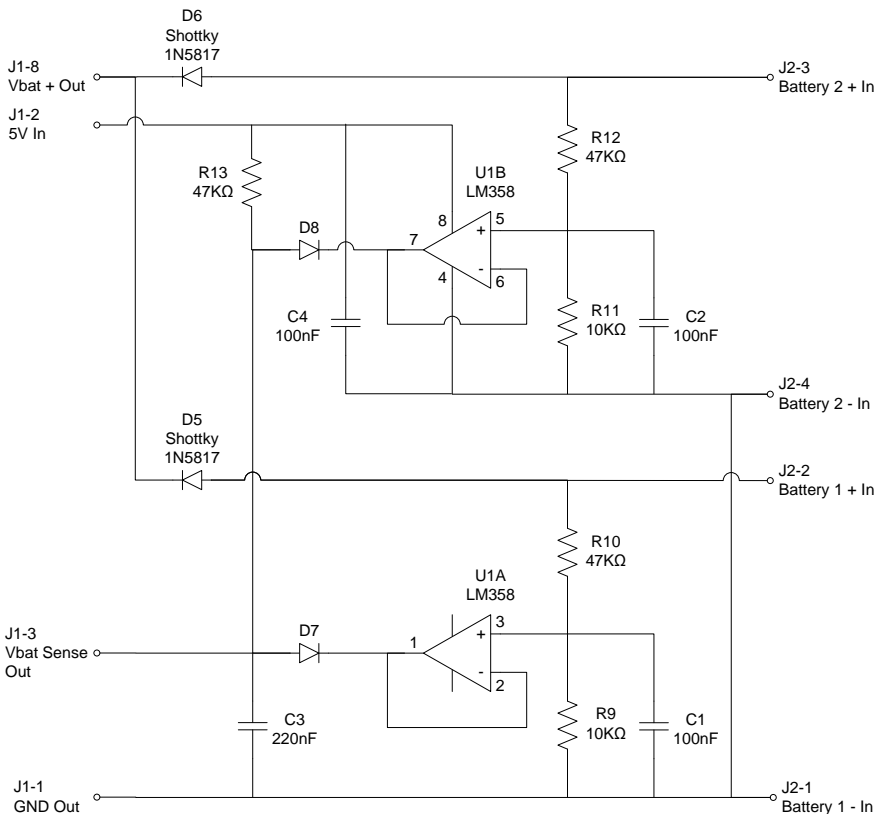 D6
Shottky
1N5817
J1-8
Vbat + Out
J2-3
Battery 2 + In
J1-2
5V In
R12
47KΩ
R13
47KΩ
U1B
LM358
8
5
+
D8
7
-
4
6
C4
100nF
R11
10KΩ
C2
100nF
J2-4
Battery 2 - In
D5
Shottky
1N5817
J2-2
Battery 1 + In
R10
47KΩ
U1A
LM358
J1-3
Vbat Sense
Out
D7
1
3
+
-
2
C3
220nF
R9
10KΩ
C1
100nF
J1-1
GND Out
J2-1
Battery 1 - In